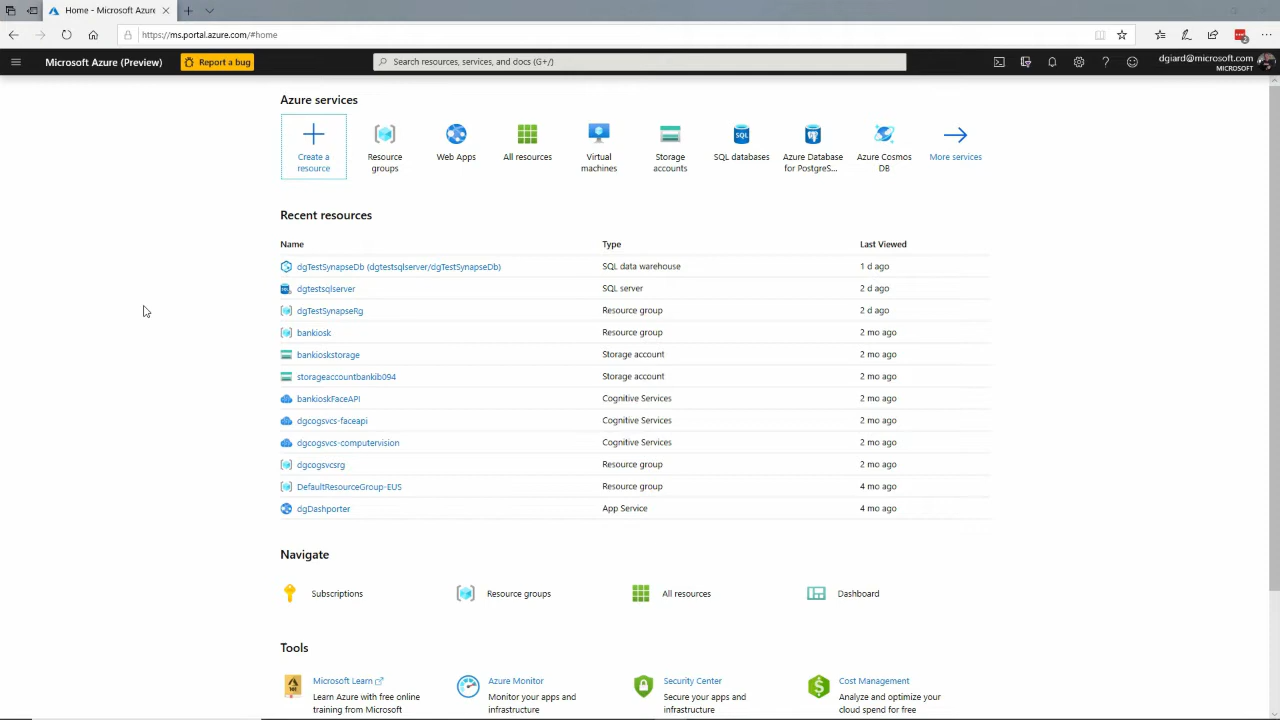 Home - Microsoft Azure
https://ms.portal.azure.com/#home
Microsoft Azure (Preview)
Report a bug
Search resources, services, and docs (G+/)
dgiard@microsoft.com
MICROSOFT
Azure services
Create a resource
Resource groups
Web Apps
All resources
Virtual machines
Storage accounts
SQL databases
Azure Database for PostgreS...
Azure Cosmos DB
More services
Recent resources
Name Type Last Viewed
dgTestSynapseDb (dgtestsqlserver/dgTestSynapseDb) SQL data warehouse 1 d ago
dgtestsqlserver SQL server 2 d ago
dgTestSynapseRg Resource group 2 d ago
bankiosk Resource group 2 mo ago
bankioskstorage Storage account 2 mo ago
storageaccountbankib094 Storage account 2 mo ago
bankioskFaceAPI Cognitive Services 2 mo ago
dgcogsvcs-faceapi Cognitive Services 2 mo ago
dgcogsvcs-computervision Cognitive Services 2 mo ago
dgcogsvcsrg Resource group 2 mo ago
DefaultResourceGroup-EUS Resource group 4 mo ago
dgDashporter App Service 4 mo ago
Navigate
Subscriptions Resource groups All resources Dashboard
Tools
Microsoft Learn
Learn Azure with free online
training from Microsoft
Azure Monitor
Monitor your apps and
infrastructure
Security Center
Secure your apps and
infrastructure
Cost Management
Analyze and optimize your
cloud spend for free